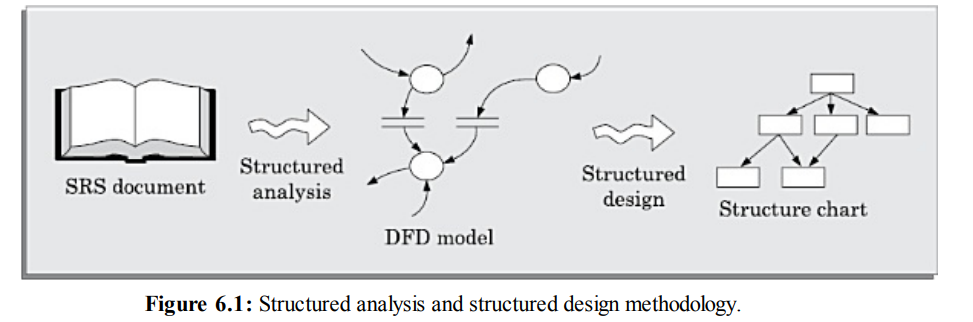 SRS document
Structured
analysis
DFD model
Structured
design
Structure chart
Figure 6.1: Structured analysis and structured design methodology.